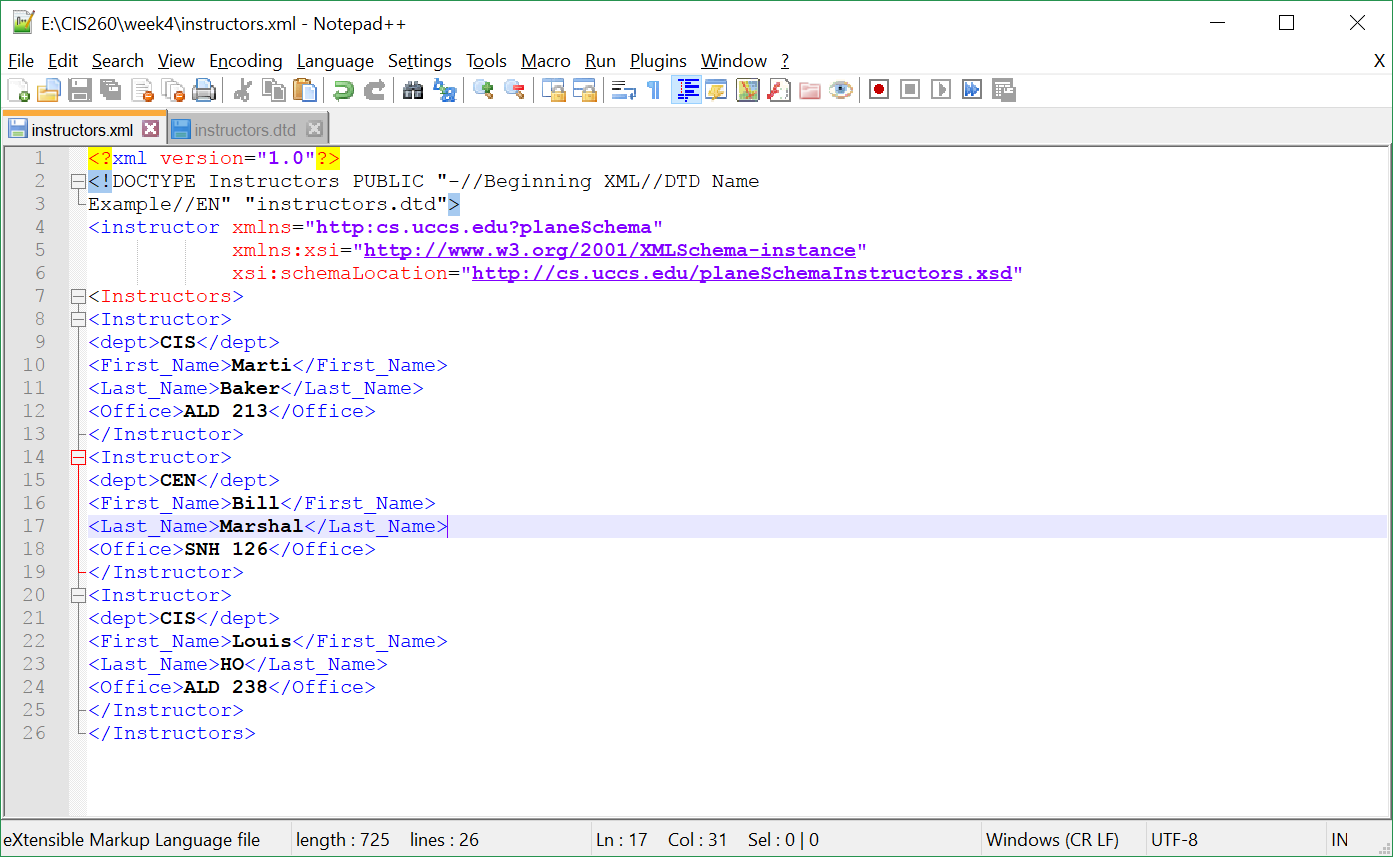 E:\CIS260\week4\instructors.xml - Notepad++
File Edit Search View Encoding Language Settings Tools Macro Run Plugins Window ? X
instructors.xml instructors.dtd
1 <?xml version="1.0"?>
2 <!DOCTYPE Instructors PUBLIC "-//Beginning XML//DTD Name
3 Example//EN" "instructors.dtd">
4 <instructor xmlns="http:cs.uccs.edu?planeSchema"
5 xmlns:xsi="http://www.w3.org/2001/XMLSchema-instance"
6 xsi:schemaLocation="http://cs.uccs.edu/planeSchemaInstructors.xsd"
7 <Instructors>
8 <Instructor>
9 <dept>CIS</dept>
10 <First_Name>Marti</First_Name>
11 <Last_Name>Baker</Last_Name>
12 <Office>ALD 213</Office>
13 </Instructor>
14 <Instructor>
15 <dept>CEN</dept>
16 <First_Name>Bill</First_Name>
17 <Last_Name>Marshal</Last_Name>
18 <Office>SNH 126</Office>
19 </Instructor>
20 <Instructor>
21 <dept>CIS</dept>
22 <First_Name>Louis</First_Name>
23 <Last_Name>HO</Last_Name>
24 <Office>ALD 238</Office>
25 </Instructor>
26 </Instructors>
eXtensible Markup Language file length : 725 lines : 26 Ln : 17 Col : 31 Sel : 0 | 0 Windows (CR LF) UTF-8 IN